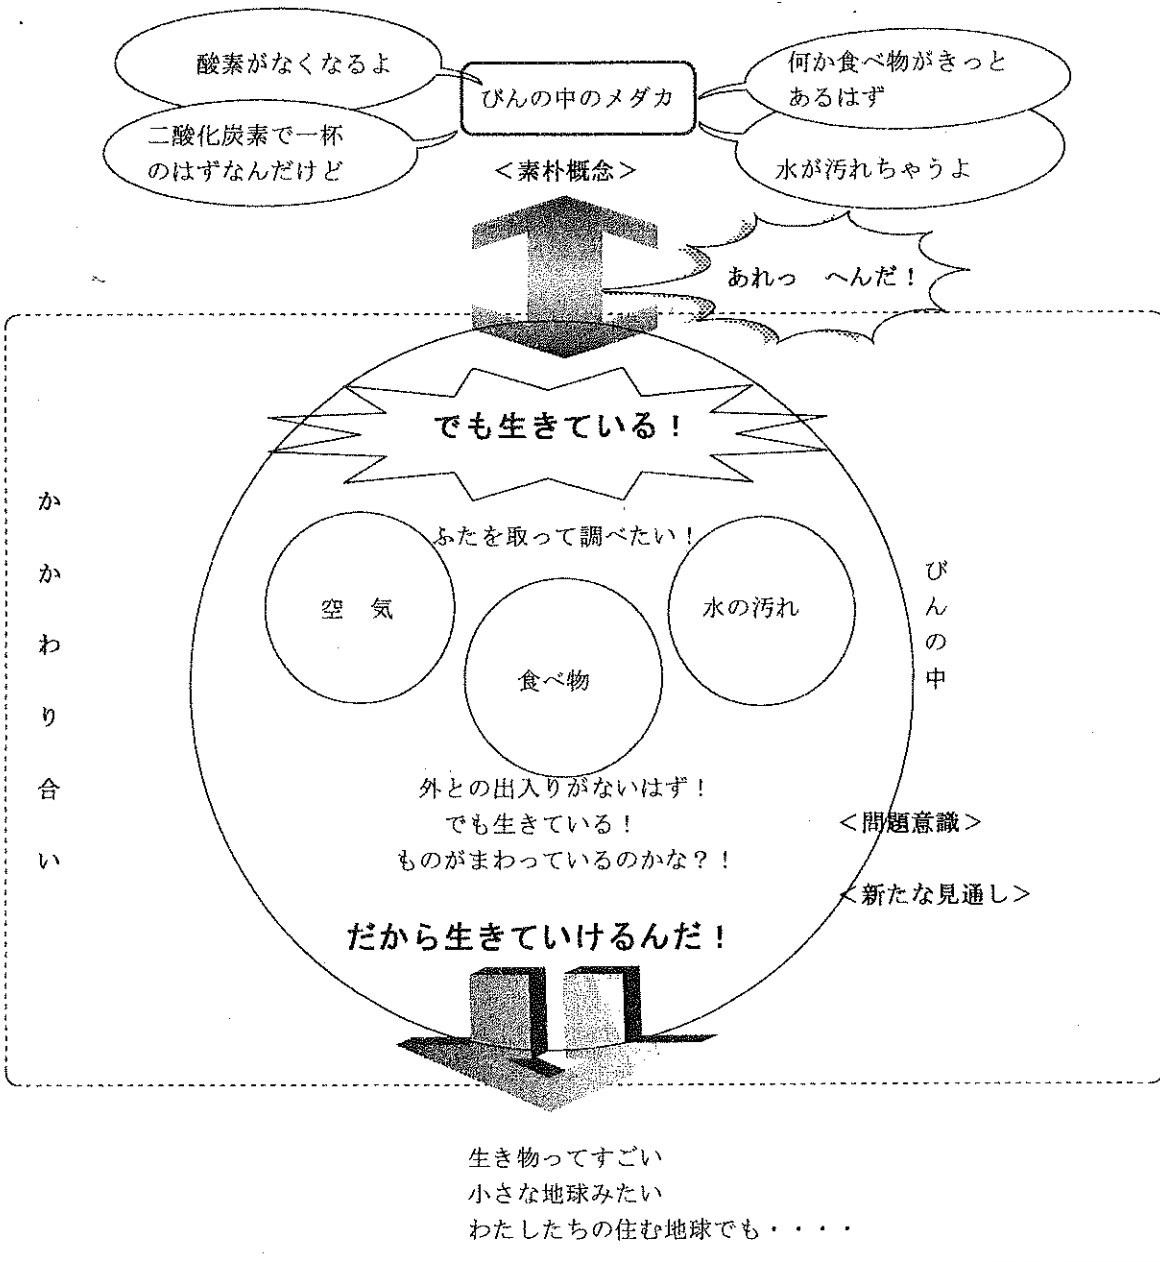 酸素がなくなるよ
二酸化炭素で一杯
のはずなんだけど
びんの中のメダカ
何か食べ物がきっと
あるはず
水が汚れちゃうよ
＜素朴概念＞
あれっ　へんだ！
でも生きている！
ふたを取って調べたい！
空　気
水の汚れ
食べ物
かかわり合い
びんの中
外との出入りがないはず！
でも生きている！
ものがまわっているのかな？！
＜問題意識＞
＜新たな見通し＞
だから生きていけるんだ！
生き物ってすごい
小さな地球みたい
わたしたちの住む地球でも・・・・